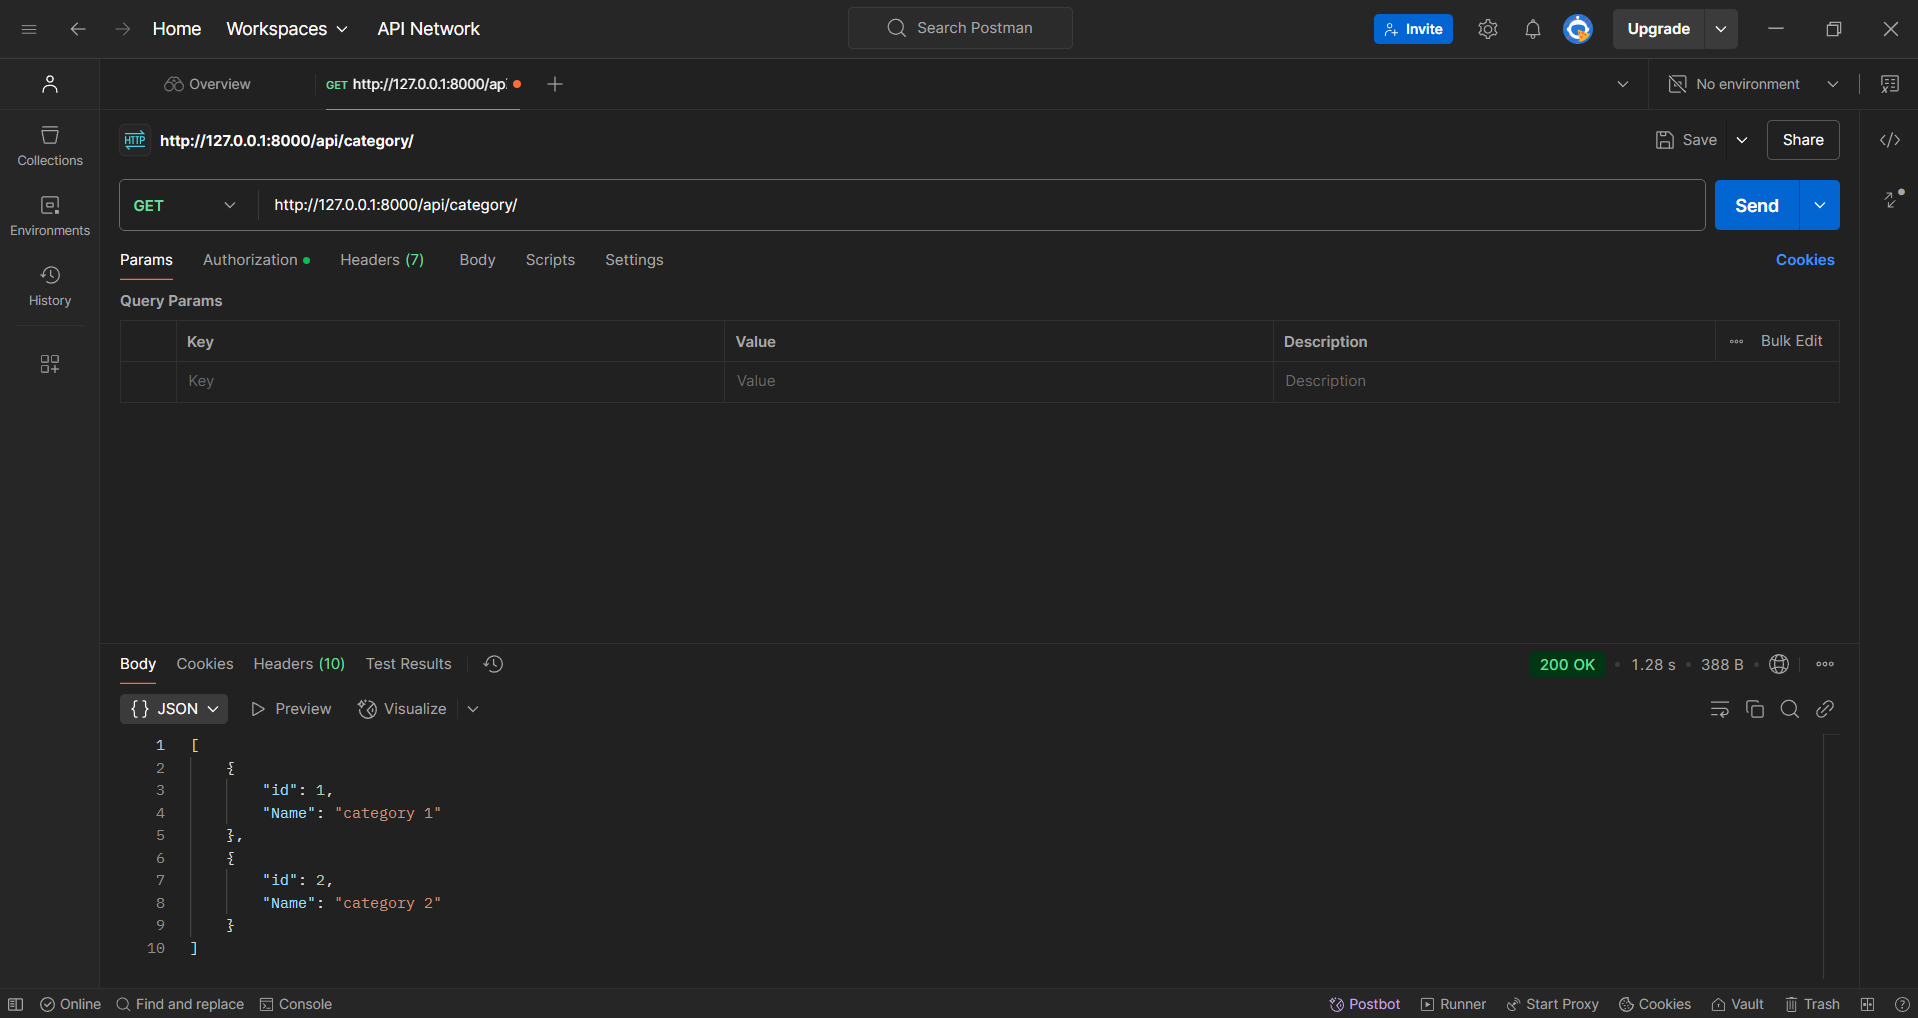 Home Workspaces API Network Search Postman Invite Upgrade
Overview GET http://127.0.0.1:8000/ap No environment
HTTP http://127.0.0.1:8000/api/category/ Save Share
Collections
GET http://127.0.0.1:8000/api/category/ Send
Environments
Params Authorization Headers (7) Body Scripts Settings Cookies
History
Query Params
Key Value Description Bulk Edit
Key Value Description
Body Cookies Headers (10) Test Results 200 OK 1.28 s 388 B
{} JSON Preview Visualize
1 [
2 {
3 "id": 1,
4 "Name": "category 1"
5 },
6 {
7 "id": 2,
8 "Name": "category 2"
9 }
10 ]
Online Find and replace Console Postbot Runner Start Proxy Cookies Vault Trash